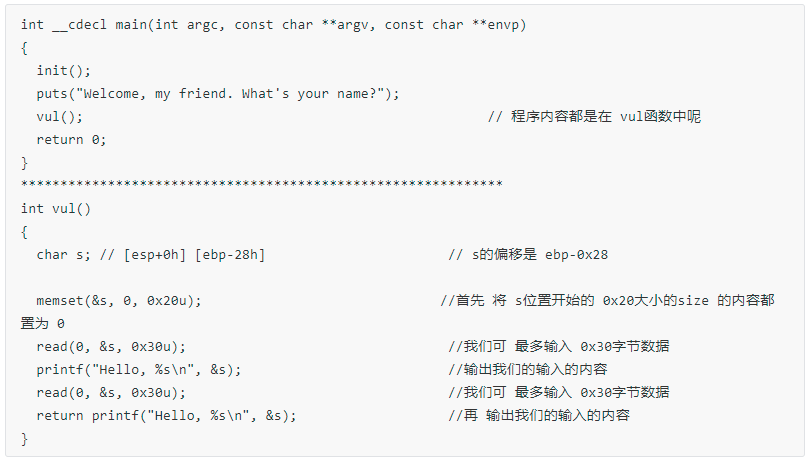 int __cdecl main(int argc, const char **argv, const char **envp)
{
  init();
  puts("Welcome, my friend. What's your name?");
  vul();                                                   // 程序内容都是在 vul函数中呢
  return 0;
}
*************************************************************
int vul()
{
  char s; // [esp+0h] [ebp-28h]                       // s的偏移是 ebp-0x28

  memset(&s, 0, 0x20u);                              //首先 将 s位置开始的 0x20大小的size 的内容都
置为 0
  read(0, &s, 0x30u);                                 //我们可 最多输入 0x30字节数据
  printf("Hello, %s\n", &s);                          //输出我们的输入的内容
  read(0, &s, 0x30u);                                 //我们可 最多输入 0x30字节数据
  return printf("Hello, %s\n", &s);                   //再 输出我们的输入的内容
}